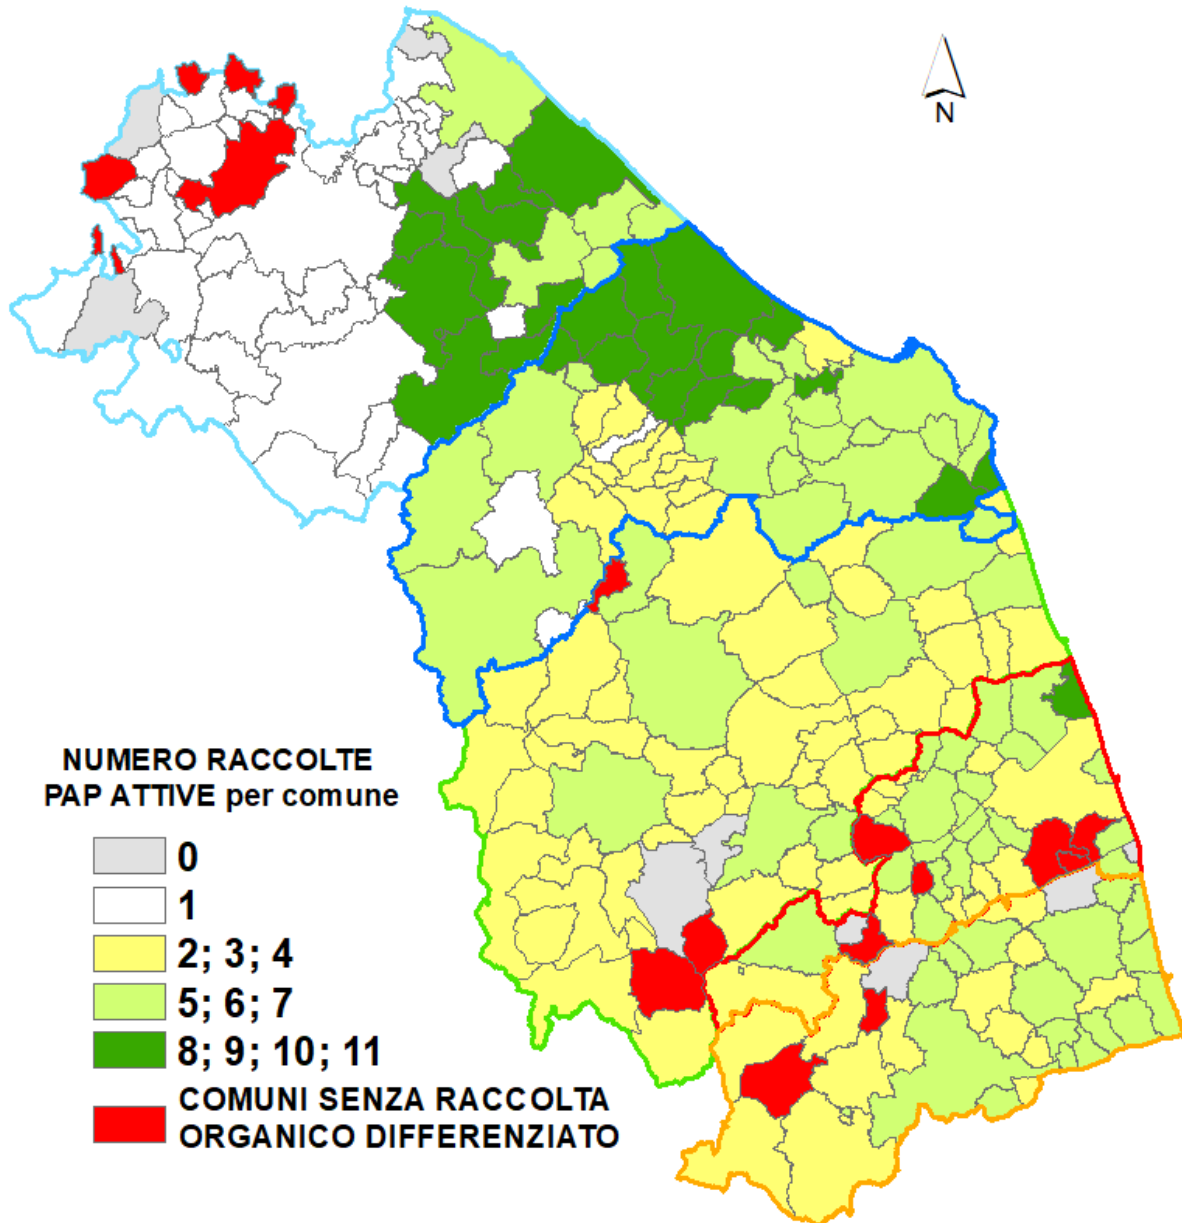 N
NUMERO RACCOLTE
PAP ATTIVE per comune
0
1
2; 3; 4
5; 6; 7
8; 9; 10; 11
COMUNI SENZA RACCOLTA
ORGANICO DIFFERENZIATO